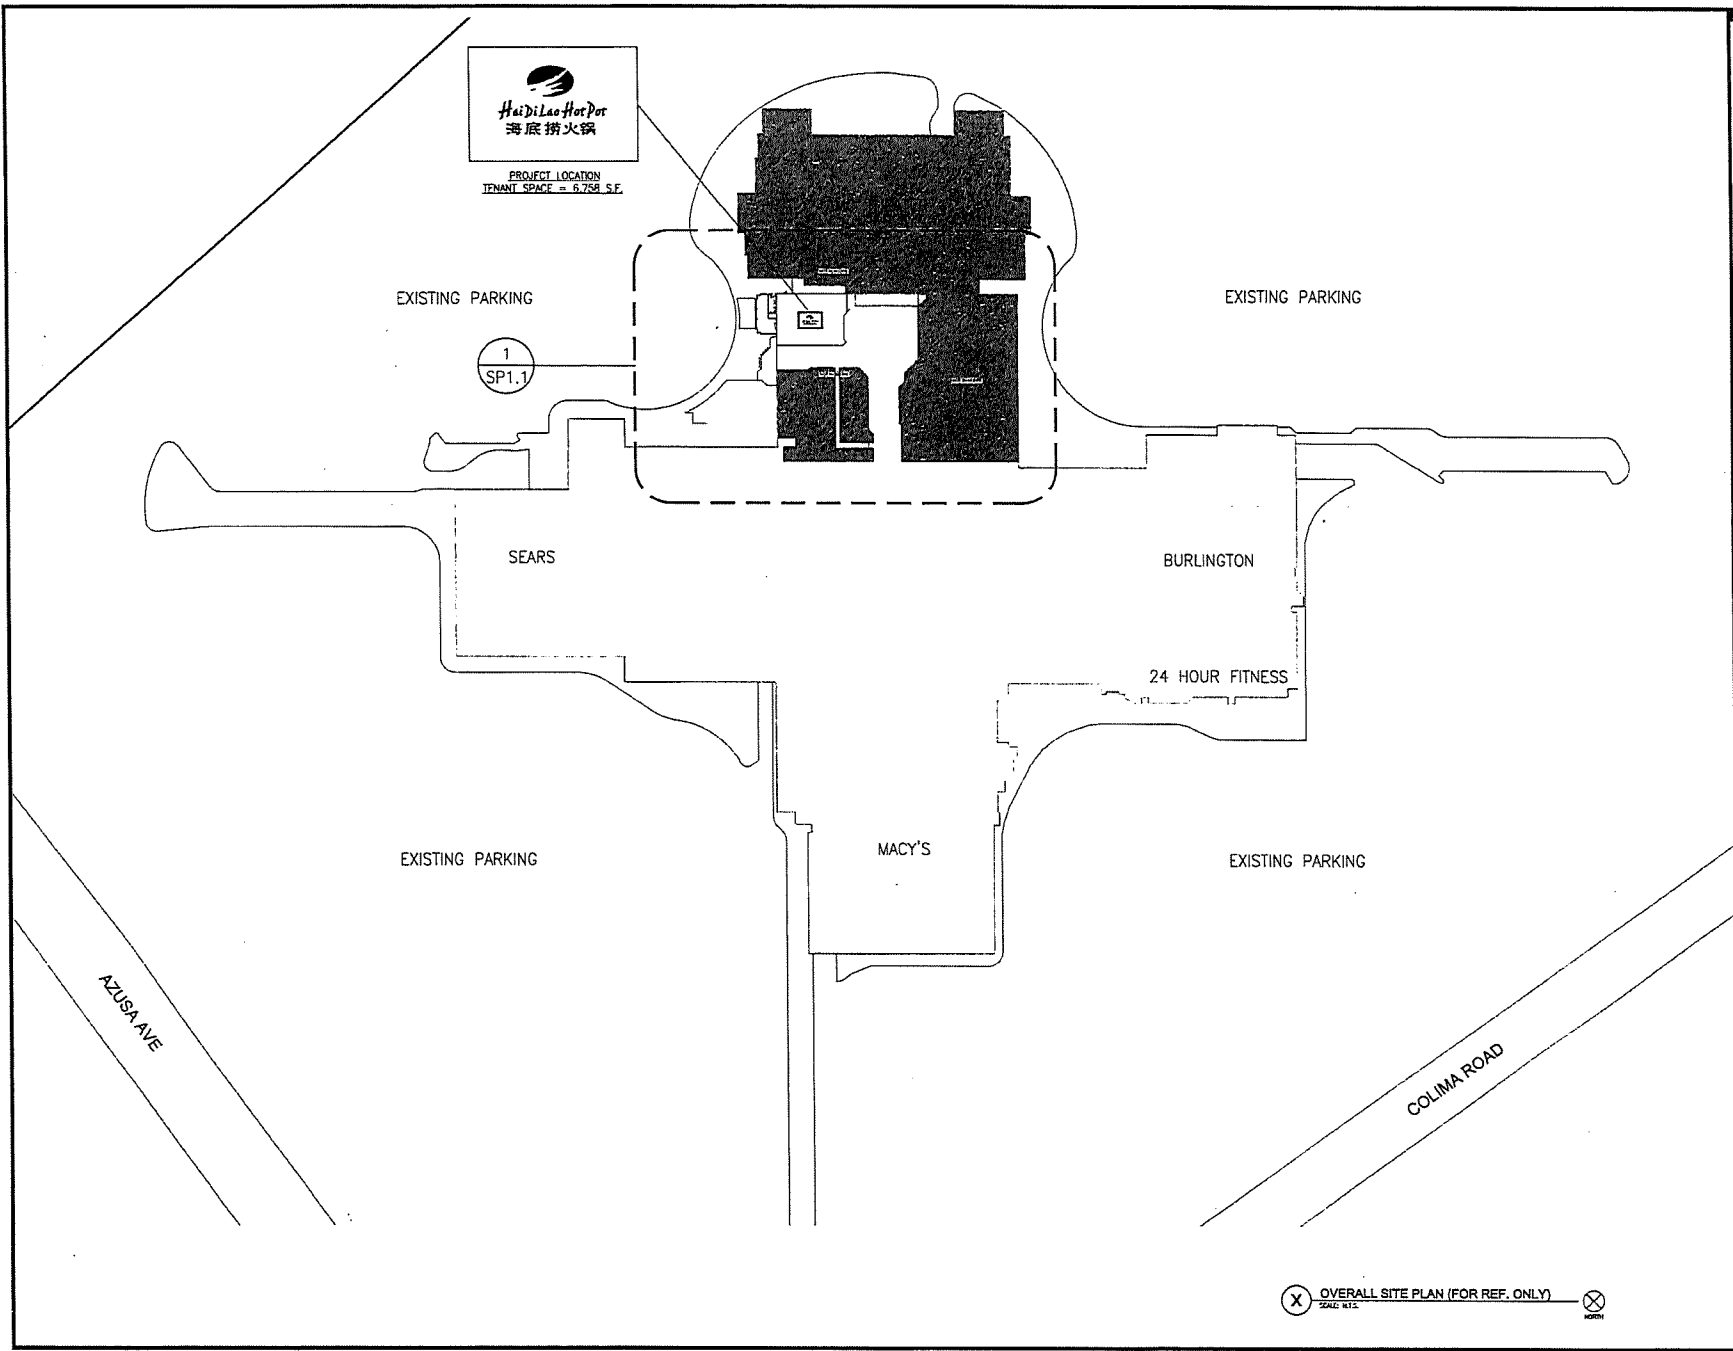 HaiDiLao HotPot
海底捞火锅
PROJECT LOCATION
TENANT SPACE = 6,758 S.F.
EXISTING PARKING
EXISTING PARKING
1
SP1.1
SEARS
BURLINGTON
24 HOUR FITNESS
EXISTING PARKING
MACY'S
EXISTING PARKING
AZUSA AVE
COLIMA ROAD
X
OVERALL SITE PLAN (FOR REF. ONLY)
SCALE: N.T.S.
NORTH